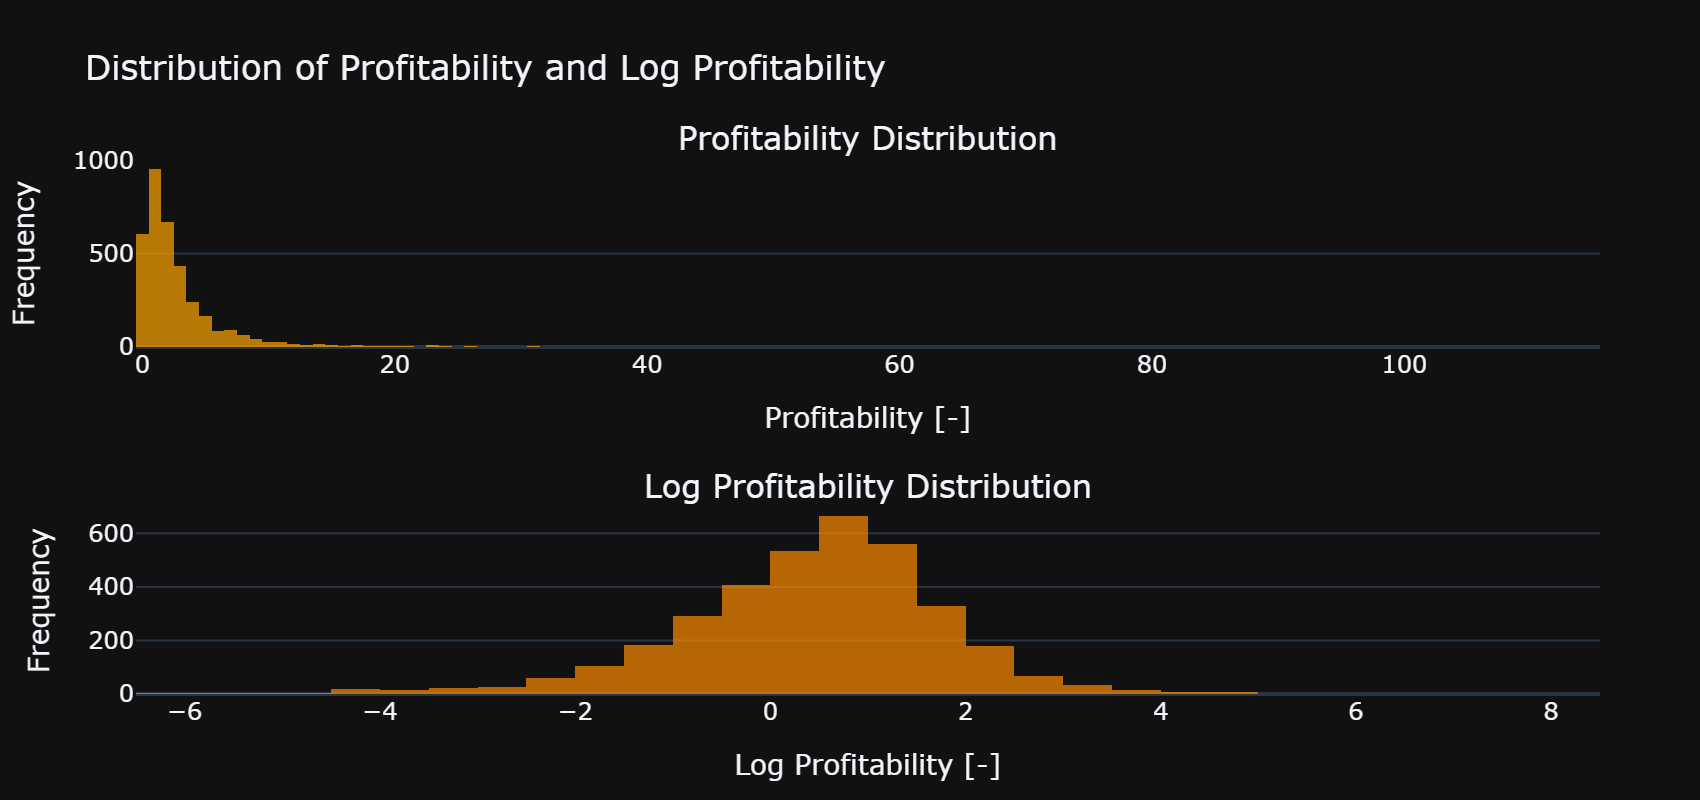 Distribution of Profitability and Log Profitability
Profitability Distribution
1000
500
0
Frequency
0 20 40 60 80 100
Profitability [-]
Log Profitability Distribution
600
400
200
0
Frequency
−6 −4 −2 0 2 4 6 8
Log Profitability [-]